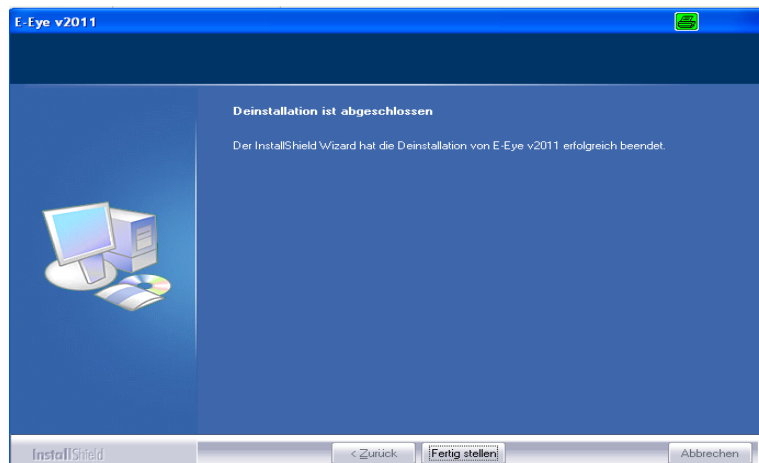 E-Eye v2011
Deinstallation ist abgeschlossen
Der InstallShield Wizard hat die Deinstallation von E-Eye v2011 erfolgreich beendet.
InstallShield
< Zurück
Fertig stellen
Abbrechen